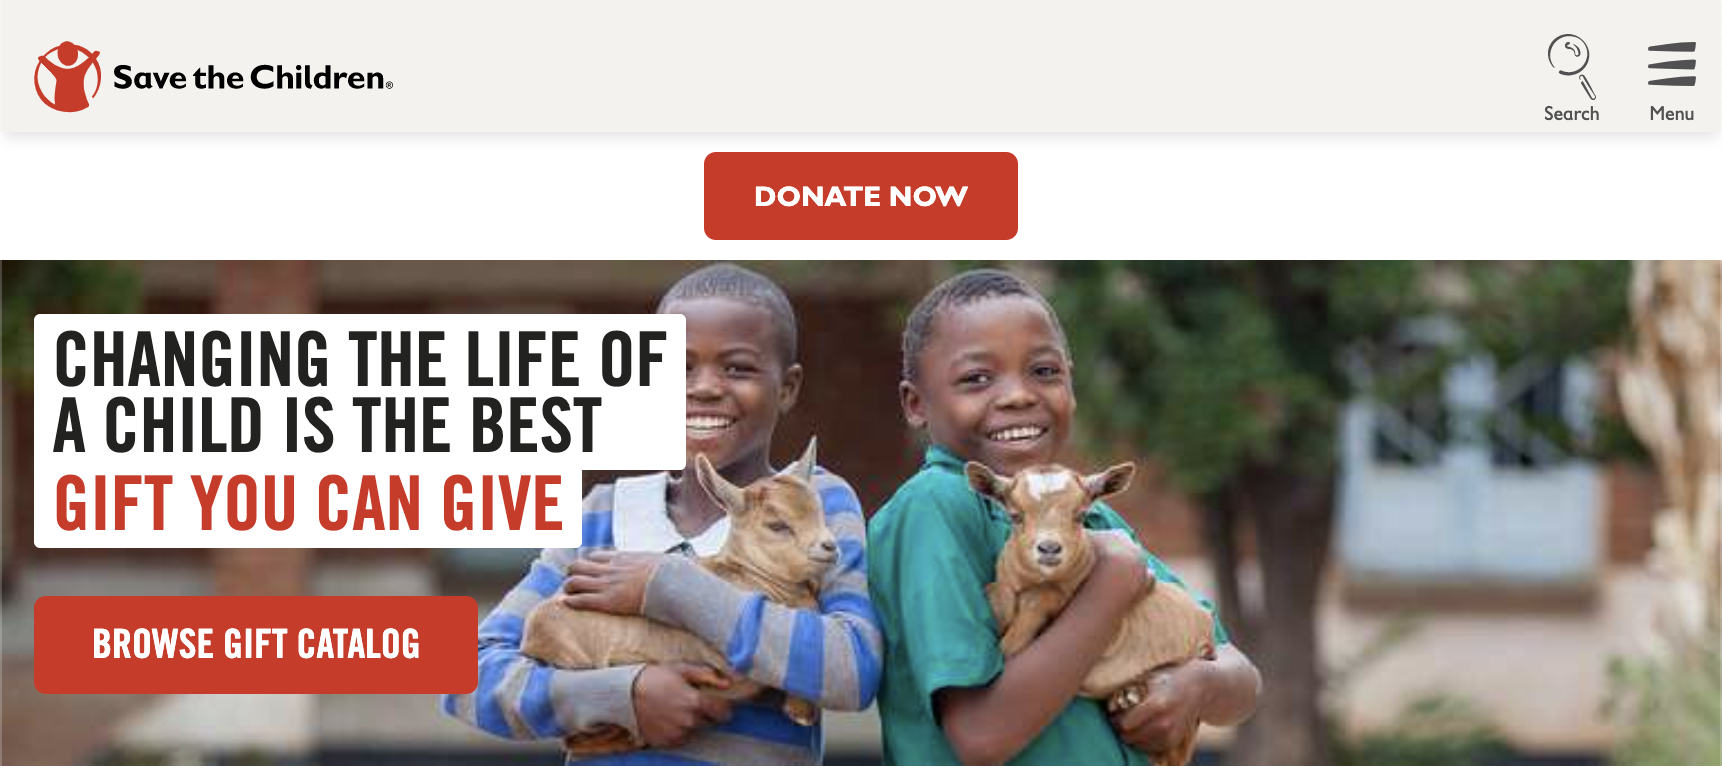 Save the Children®
Search
Menu
DONATE NOW
CHANGING THE LIFE OF
A CHILD IS THE BEST
GIFT YOU CAN GIVE
BROWSE GIFT CATALOG